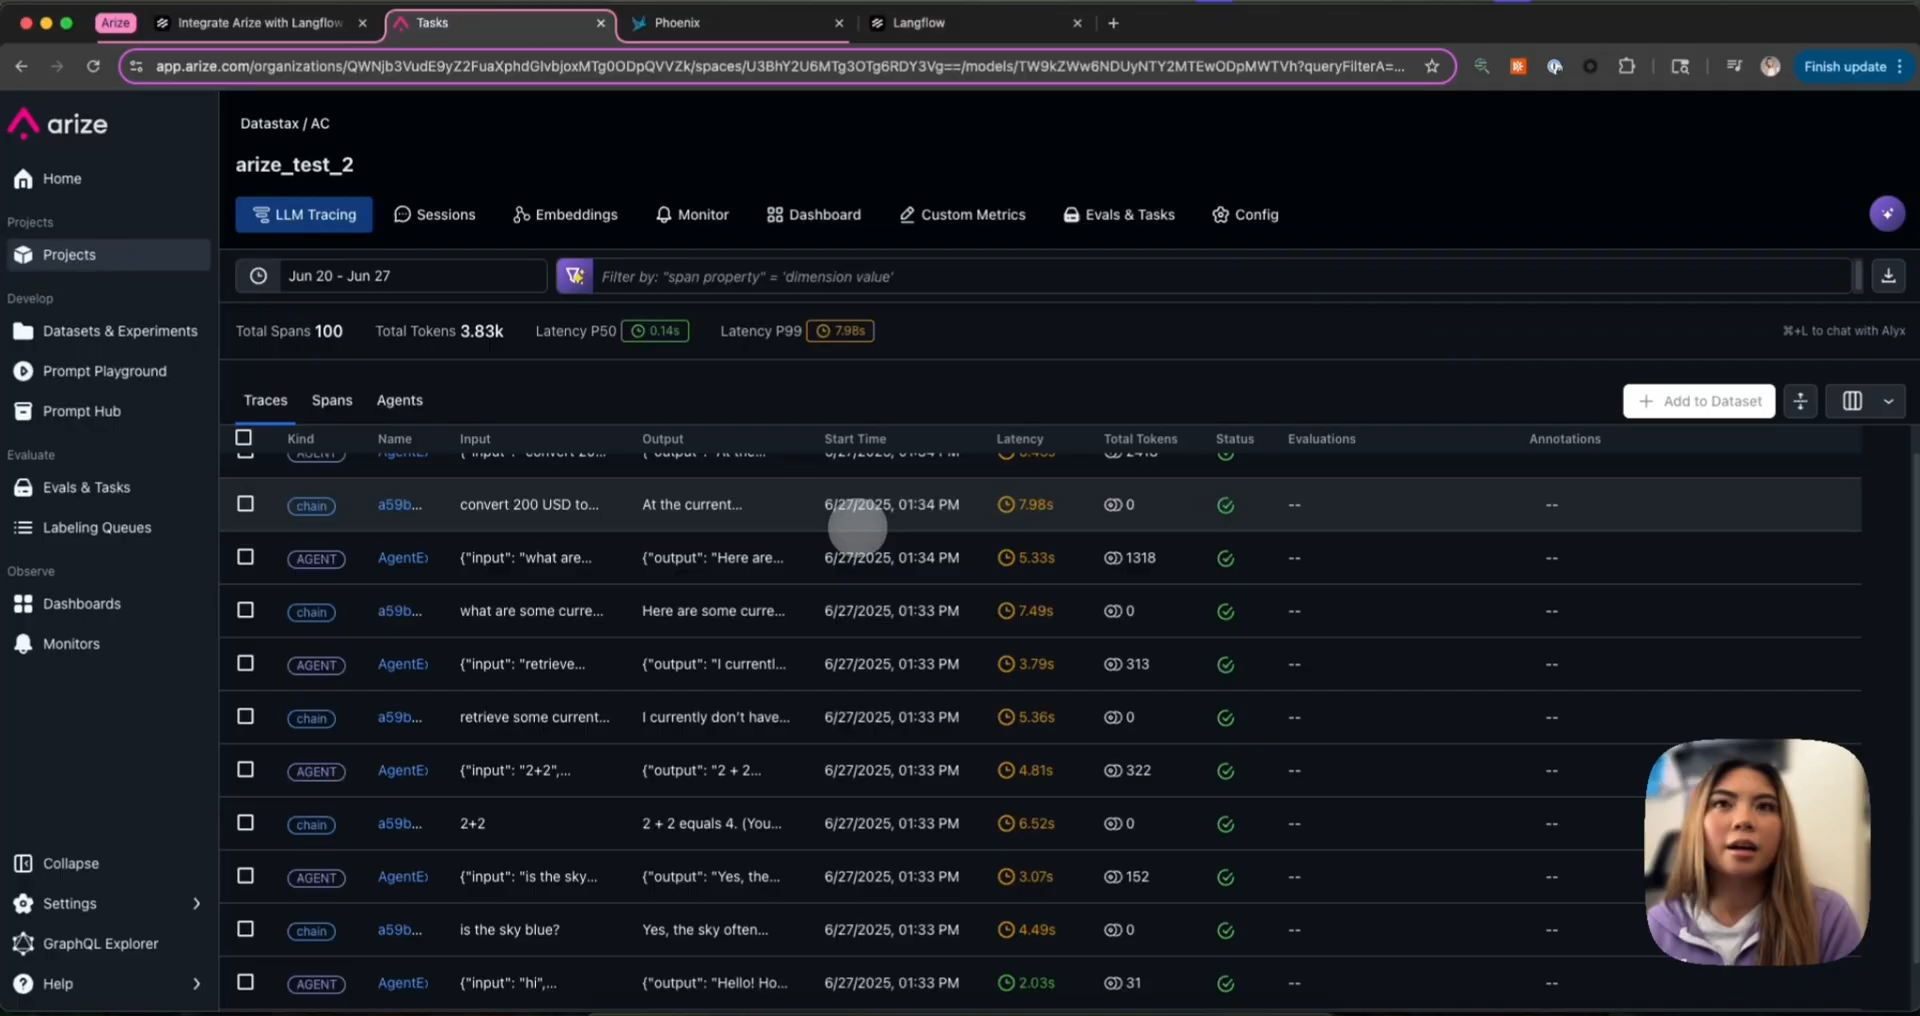 Arize
Integrate Arize with Langflow
Tasks
Phoenix
Langflow
app.arize.com/organizations/QWNjb3VudE9yZ2FuaXphdGlvbjoxMTg0ODpQVVZk/spaces/U3BhY2U6MTg3OTg6RDY3Vg==/models/TW9kZWw6NDUyNTY2MTEwODpMWTVh?queryFilterA=...
Finish update
arize
Home
Projects
Projects
Develop
Datasets & Experiments
Prompt Playground
Prompt Hub
Evaluate
Evals & Tasks
Labeling Queues
Observe
Dashboards
Monitors
Collapse
Settings
GraphQL Explorer
Help
Datastax / AC
arize_test_2
LLM Tracing Sessions Embeddings Monitor Dashboard Custom Metrics Evals & Tasks Config
Jun 20 - Jun 27
Filter by: "span property" = 'dimension value'
Total Spans 100 Total Tokens 3.83k Latency P50 0.14s Latency P99 7.98s
⌘+L to chat with Alyx
Traces Spans Agents
+ Add to Dataset
Kind Name Input Output Start Time Latency Total Tokens Status Evaluations Annotations
chain a59b... convert 200 USD to... At the current... 6/27/2025, 01:34 PM 7.98s 0 -- --
AGENT AgentE {"input": "what are... {"output": "Here are... 6/27/2025, 01:34 PM 5.33s 1318 -- --
chain a59b... what are some curre... Here are some curre... 6/27/2025, 01:33 PM 7.49s 0 -- --
AGENT AgentE {"input": "retrieve... {"output": "I currentl... 6/27/2025, 01:33 PM 3.79s 313 -- --
chain a59b... retrieve some current... I currently don't have... 6/27/2025, 01:33 PM 5.36s 0 -- --
AGENT AgentE {"input": "2+2",... {"output": "2 + 2... 6/27/2025, 01:33 PM 4.81s 322 -- --
chain a59b... 2+2 2 + 2 equals 4. (You... 6/27/2025, 01:33 PM 6.52s 0 -- --
AGENT AgentE {"input": "is the sky... {"output": "Yes, the... 6/27/2025, 01:33 PM 3.07s 152 -- --
chain a59b... is the sky blue? Yes, the sky often... 6/27/2025, 01:33 PM 4.49s 0 -- --
AGENT AgentE {"input": "hi",... {"output": "Hello! Ho... 6/27/2025, 01:33 PM 2.03s 31 -- --